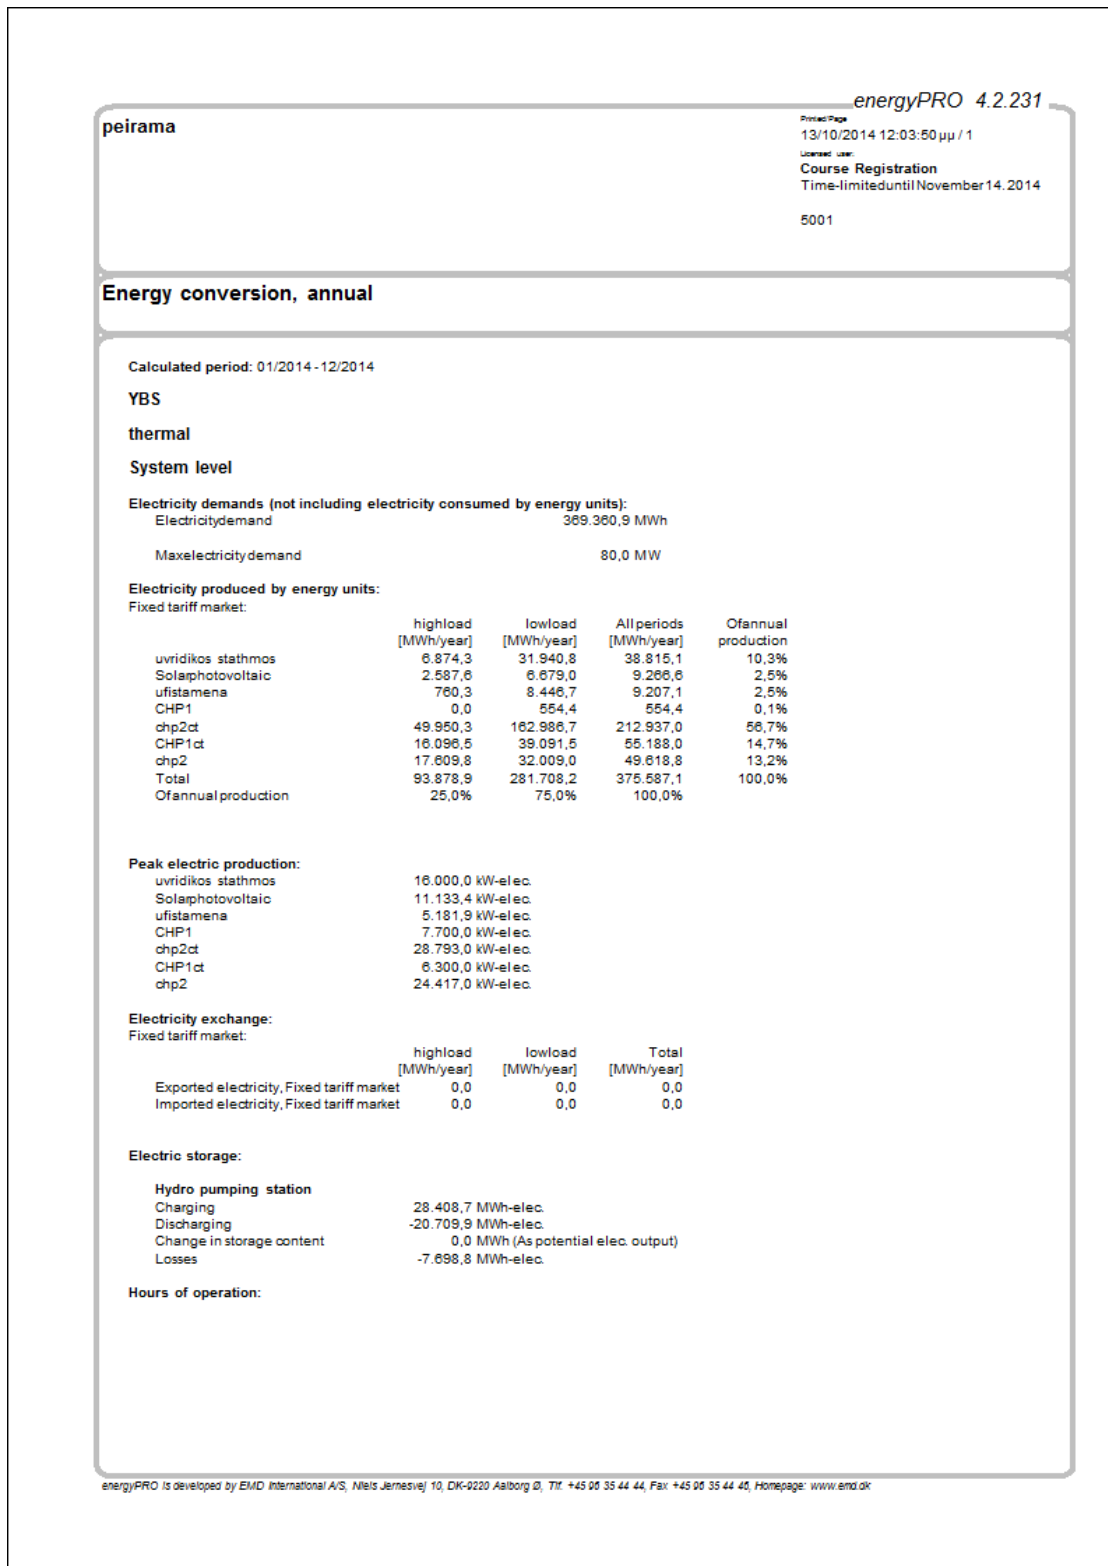 energyPRO 4.2.231
peirama
Printed/Page
13/10/2014 12:03:50 μμ / 1
Licensed user:
Course Registration
Time-limited until November 14. 2014
5001
Energy conversion, annual
Calculated period: 01/2014 - 12/2014
YBS
thermal
System level
Electricity demands (not including electricity consumed by energy units):
Electricity demand 369.360,9 MWh
Max electricity demand 80,0 MW
Electricity produced by energy units:
Fixed tariff market:
highload lowload All periods Of annual
[MWh/year] [MWh/year] [MWh/year] production
uvridikos stathmos 6.874,3 31.940,8 38.815,1 10,3%
Solarphotovoltaic 2.587,6 6.679,0 9.266,6 2,5%
ufistamena 760,3 8.446,7 9.207,1 2,5%
CHP1 0,0 554,4 554,4 0,1%
chp2ct 49.950,3 162.986,7 212.937,0 56,7%
CHP1ct 16.096,5 39.091,5 55.188,0 14,7%
chp2 17.609,8 32.009,0 49.618,8 13,2%
Total 93.878,9 281.708,2 375.587,1 100,0%
Of annual production 25,0% 75,0% 100,0%
Peak electric production:
uvridikos stathmos 16.000,0 kW-elec.
Solarphotovoltaic 11.133,4 kW-elec.
ufistamena 5.181,9 kW-elec.
CHP1 7.700,0 kW-elec.
chp2ct 28.793,0 kW-elec.
CHP1ct 6.300,0 kW-elec.
chp2 24.417,0 kW-elec.
Electricity exchange:
Fixed tariff market:
highload lowload Total
[MWh/year] [MWh/year] [MWh/year]
Exported electricity, Fixed tariff market 0,0 0,0 0,0
Imported electricity, Fixed tariff market 0,0 0,0 0,0
Electric storage:
Hydro pumping station
Charging 28.408,7 MWh-elec.
Discharging -20.709,9 MWh-elec.
Change in storage content 0,0 MWh (As potential elec. output)
Losses -7.698,8 MWh-elec.
Hours of operation:
energyPRO is developed by EMD International A/S, Niels Jernesvej 10, DK-9220 Aalborg Ø, Tlf. +45 96 35 44 44, Fax +45 96 35 44 46, Homepage: www.emd.dk